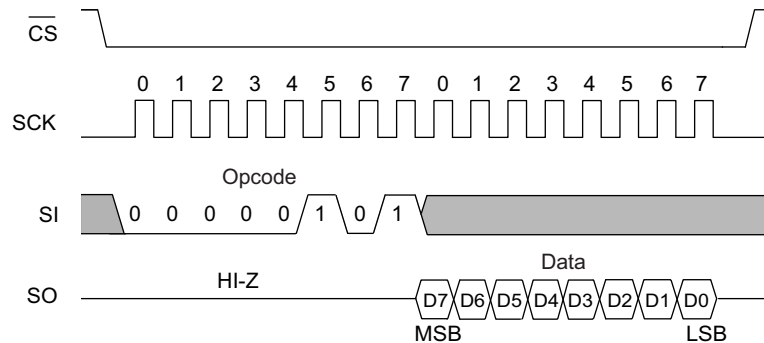 CS
0 1 2 3 4 5 6 7 0 1 2 3 4 5 6 7
SCK
Opcode
SI 0 0 0 0 0 1 0 1
Data
HI-Z
SO D7 D6 D5 D4 D3 D2 D1 D0
MSB LSB